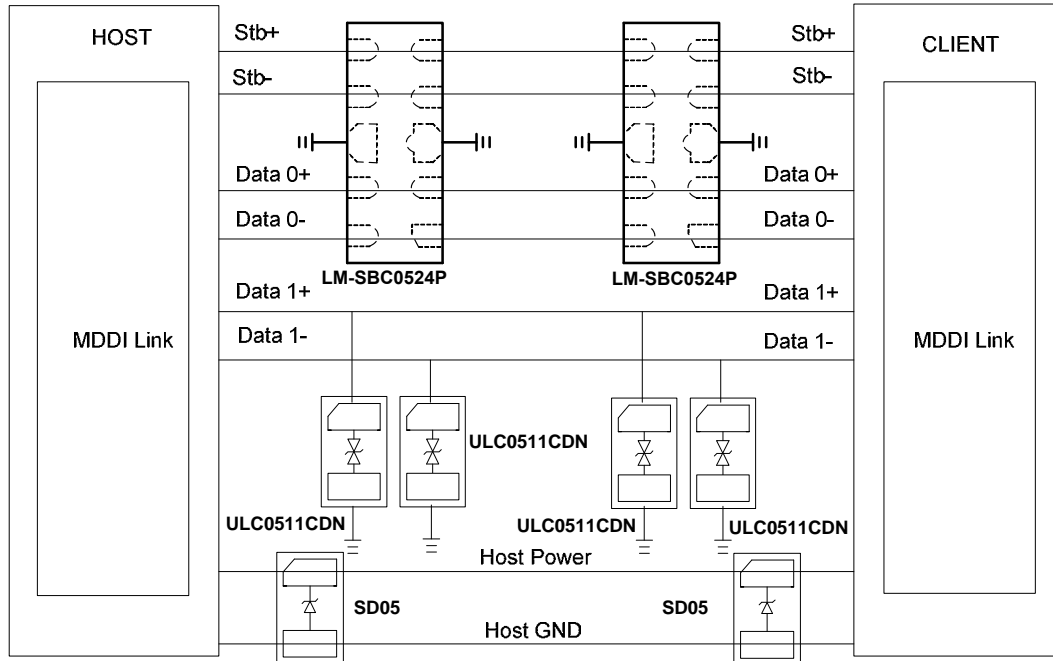 HOST
Stb+
Stb+
CLIENT
Stb-
Stb-
Data 0+
Data 0+
Data 0-
Data 0-
LM-SBC0524P
LM-SBC0524P
Data 1+
Data 1+
MDDI Link
Data 1-
Data 1-
MDDI Link
ULC0511CDN
ULC0511CDN
ULC0511CDN
ULC0511CDN
Host Power
SD05
SD05
Host GND